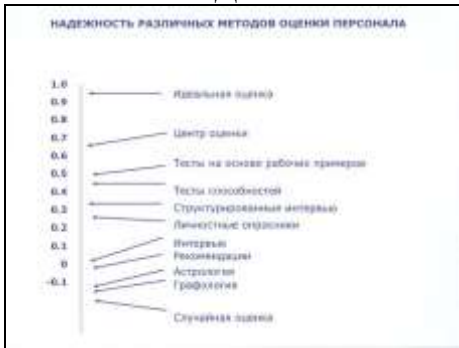 НАДЕЖНОСТЬ РАЗЛИЧНЫХ МЕТОДОВ ОЦЕНКИ ПЕРСОНАЛА
1.0
0.9
0.8
0.7
0.6
0.5
0.4
0.3
0.2
0.1
0
-0.1
Идеальная оценка
Центр оценки
Тесты на основе рабочих примеров
Тесты способностей
Структурированные интервью
Личностные опросники
Интервью
Рекомендации
Астрология
Графология
Случайная оценка